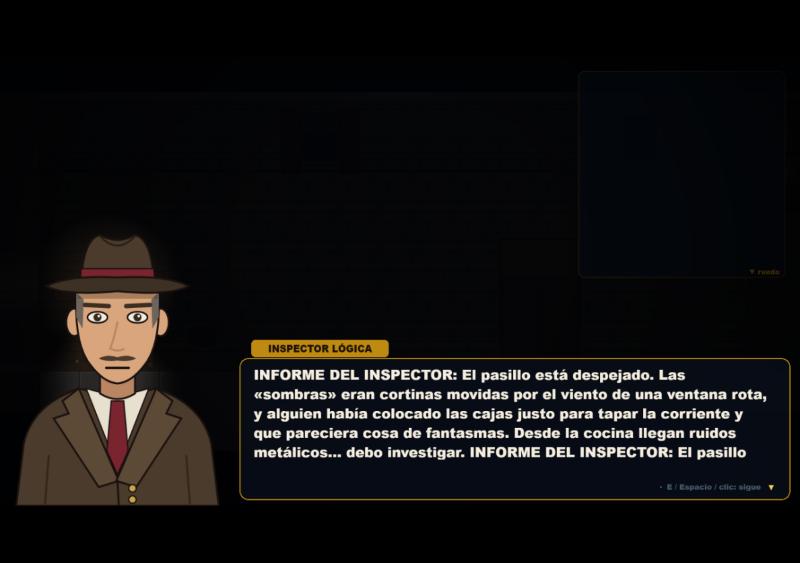 ▼ rueda
INSPECTOR LÓGICA
INFORME DEL INSPECTOR: El pasillo está despejado. Las
«sombras» eran cortinas movidas por el viento de una ventana rota,
y alguien había colocado las cajas justo para tapar la corriente y
que pareciera cosa de fantasmas. Desde la cocina llegan ruidos
metálicos... debo investigar. INFORME DEL INSPECTOR: El pasillo
· E / Espacio / clic: sigue ▼